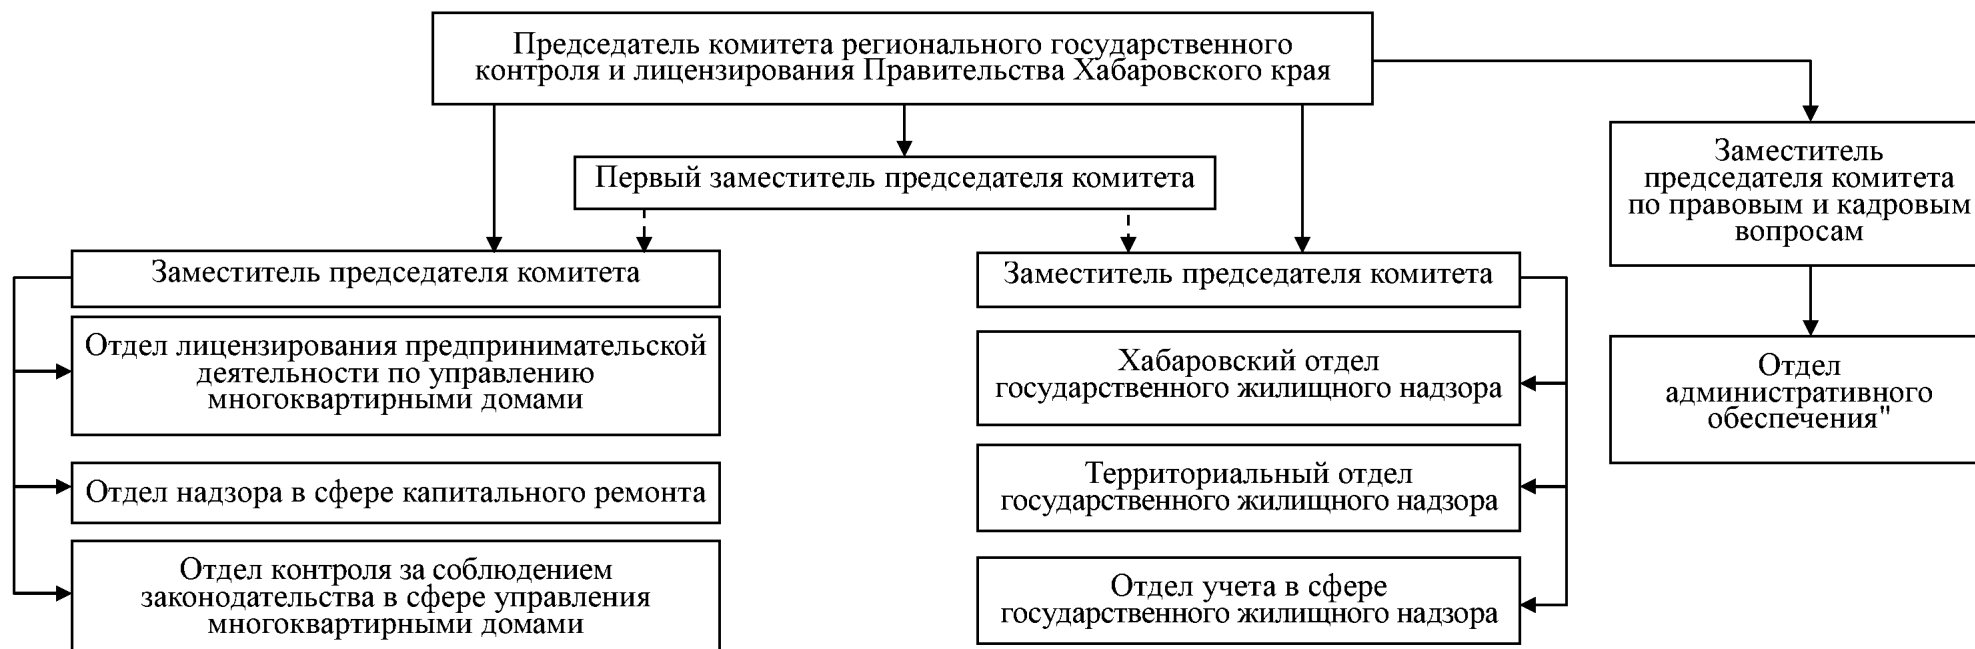 Председатель комитета регионального государственного
контроля и лицензирования Правительства Хабаровского края
Первый заместитель председателя комитета
Заместитель
председателя комитета
по правовым и кадровым
вопросам
Заместитель председателя комитета
Отдел лицензирования предпринимательской
деятельности по управлению
многоквартирными домами
Отдел надзора в сфере капитального ремонта
Отдел контроля за соблюдением
законодательства в сфере управления
многоквартирными домами
Заместитель председателя комитета
Хабаровский отдел
государственного жилищного надзора
Территориальный отдел
государственного жилищного надзора
Отдел учета в сфере
государственного жилищного надзора
Отдел
административного
обеспечения"